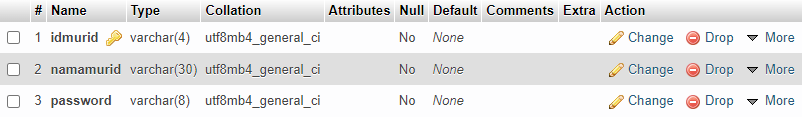 # Name Type Collation Attributes Null Default Comments Extra Action
1 idmurid varchar(4) utf8mb4_general_ci No None Change Drop More
2 namamurid varchar(30) utf8mb4_general_ci No None Change Drop More
3 password varchar(8) utf8mb4_general_ci No None Change Drop More